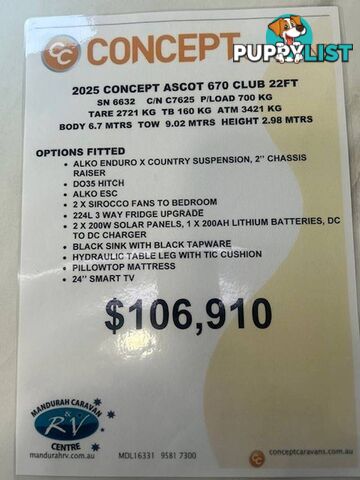 CC CONCEPT
PUPPYLIST
2025 CONCEPT ASCOT 670 CLUB 22FT
SN 6632 C/N C7625 P/LOAD 700 KG
TARE 2721 KG TB 160 KG ATM 3421 KG
BODY 6.7 MTRS TOW 9.02 MTRS HEIGHT 2.98 MTRS
OPTIONS FITTED
• ALKO ENDURO X COUNTRY SUSPENSION, 2'' CHASSIS
RAISER
• DO35 HITCH
• ALKO ESC
• 2 X SIROCCO FANS TO BEDROOM
• 224L 3 WAY FRIDGE UPGRADE
• 2 X 200W SOLAR PANELS, 1 X 200AH LITHIUM BATTERIES, DC
TO DC CHARGER
• BLACK SINK WITH BLACK TAPWARE
• HYDRAULIC TABLE LEG WITH TIC CUSHION
• PILLOWTOP MATTRESS
• 24'' SMART TV
$106,910
MANDURAH CARAVAN
& RV
CENTRE
mandurahrv.com.au
MDL16331 9581 7300
CC
conceptcaravans.com.au